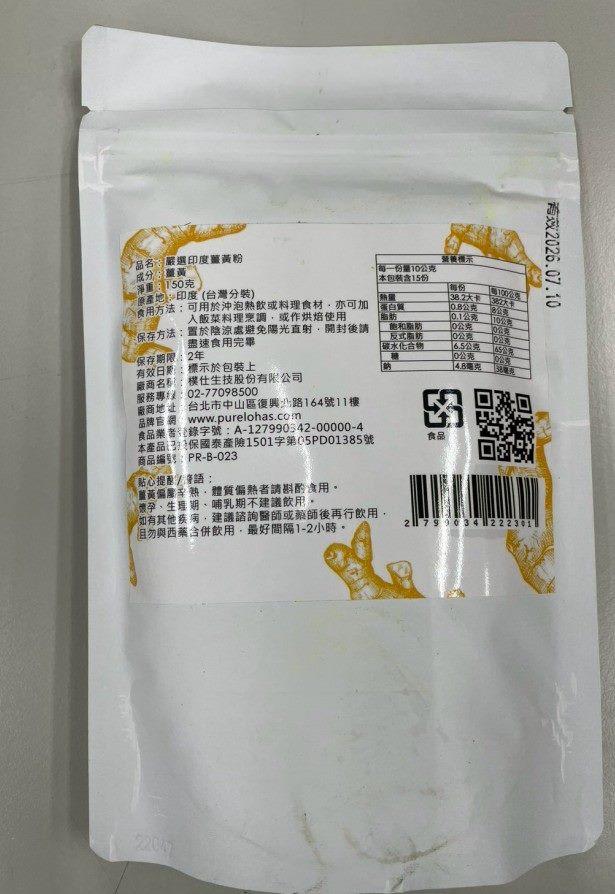 品名：嚴選印度薑黃粉
成分：薑黃
淨重：150克
原產地：印度 (台灣分裝)
食用方法：可用於沖泡熱飲或料理食材，亦可加
入飯菜料理烹調，或作烘焙使用
保存方法：置於陰涼處避免陽光直射，開封後請
盡速食用完畢
保存期限：2年
有效日期：標示於包裝上
廠商名稱：樸仕生技股份有限公司
服務專線：02-77098500
廠商地址：台北市中山區復興北路164號11樓
品牌官網：www.purelohas.com
食品業者登錄字號：A-127990342-00000-4
本產品已投保國泰產險1501字第05PD01385號
商品編號：PR-B-023
貼心提醒/警語：
薑黃偏屬辛熱，體質偏熱者請斟酌食用。
懷孕、生理期、哺乳期不建議飲用。
如有其他疾病，建議諮詢醫師或藥師後再行飲用，
且勿與西藥合併飲用，最好間隔1-2小時。
營養標示
每一份量10公克
本包裝含15份
每份 每100公克
熱量 38.2大卡 382大卡
蛋白質 0.8公克 8公克
脂肪 0.1公克 1公克
飽和脂肪 0公克 0公克
反式脂肪 0公克 0公克
碳水化合物 6.5公克 65公克
糖 0公克 0公克
鈉 4.8毫克
食品
2 799034 222301
有效2026.07.10